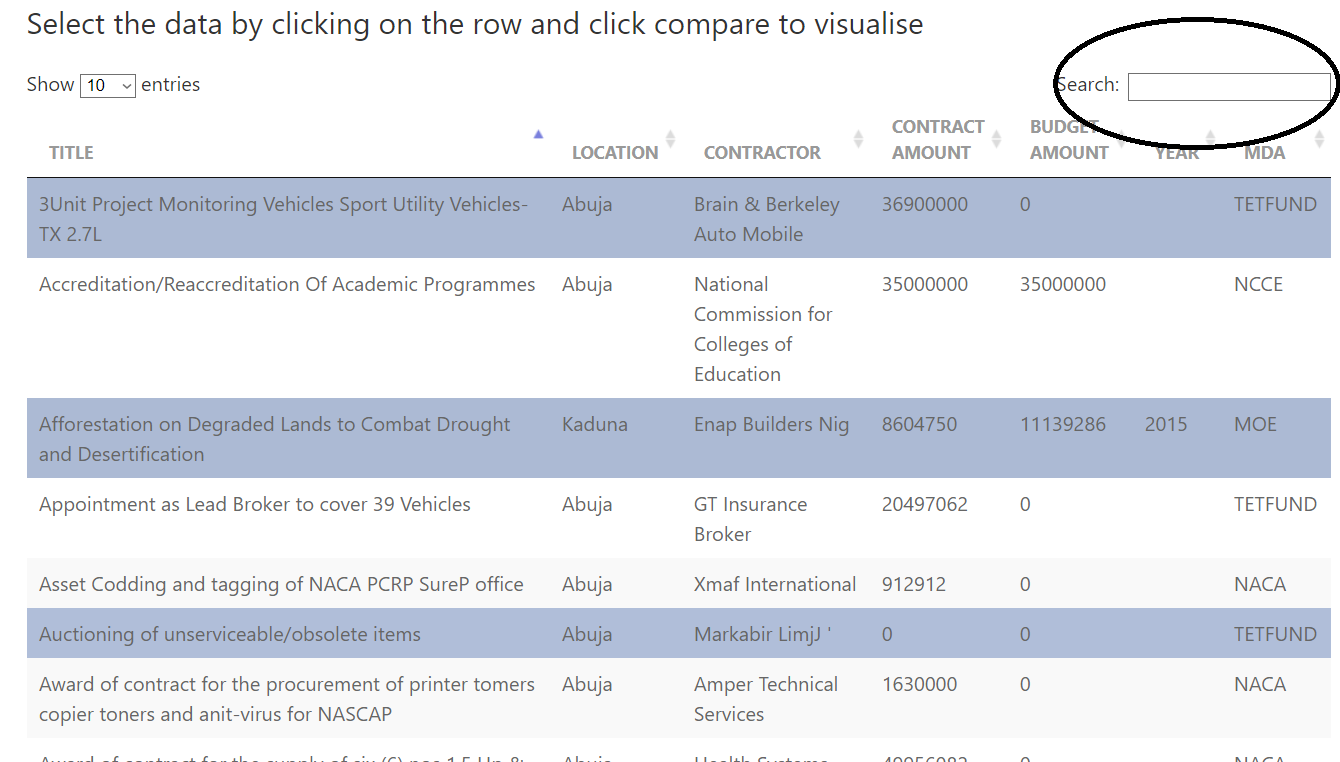 Select the data by clicking on the row and click compare to visualise
Show 10 entries Search:
TITLE LOCATION CONTRACTOR CONTRACT AMOUNT BUDGET AMOUNT YEAR MDA
3Unit Project Monitoring Vehicles Sport Utility Vehicles- Abuja Brain & Berkeley 36900000 0 TETFUND
TX 2.7L Auto Mobile
Accreditation/Reaccreditation Of Academic Programmes Abuja National 35000000 35000000 NCCE
Commission for
Colleges of
Education
Afforestation on Degraded Lands to Combat Drought Kaduna Enap Builders Nig 8604750 11139286 2015 MOE
and Desertification
Appointment as Lead Broker to cover 39 Vehicles Abuja GT Insurance 20497062 0 TETFUND
Broker
Asset Codding and tagging of NACA PCRP SureP office Abuja Xmaf International 912912 0 NACA
Auctioning of unserviceable/obsolete items Abuja Markabir LimjJ ' 0 0 TETFUND
Award of contract for the procurement of printer tomers Abuja Amper Technical 1630000 0 NACA
copier toners and anit-virus for NASCAP Services